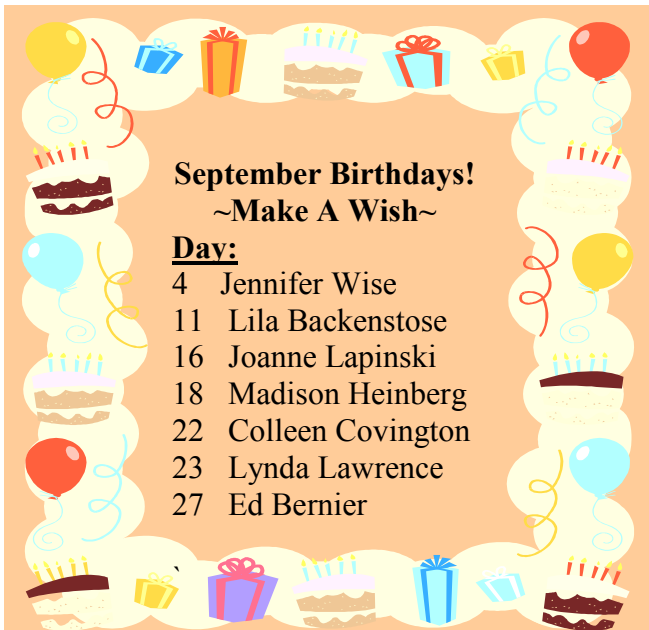 September Birthdays!
~Make A Wish~
Day:
4 Jennifer Wise
11 Lila Backenstose
16 Joanne Lapinski
18 Madison Heinberg
22 Colleen Covington
23 Lynda Lawrence
27 Ed Bernier
`